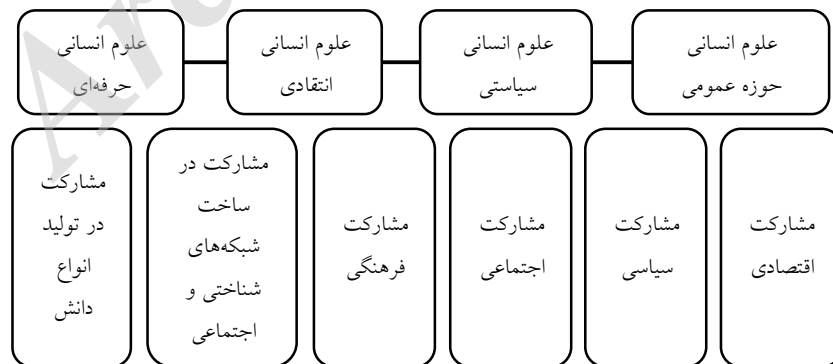 علوم انسانی
حوزه عمومی
علوم انسانی
سیاستی
علوم انسانی
انتقادی
علوم انسانی
حرفه‌ای
مشارکت
اقتصادی
مشارکت
سیاسی
مشارکت
اجتماعی
مشارکت
فرهنگی
مشارکت در
ساخت
شبکه‌های
شناختی و
اجتماعی
مشارکت
در تولید
انواع
دانش